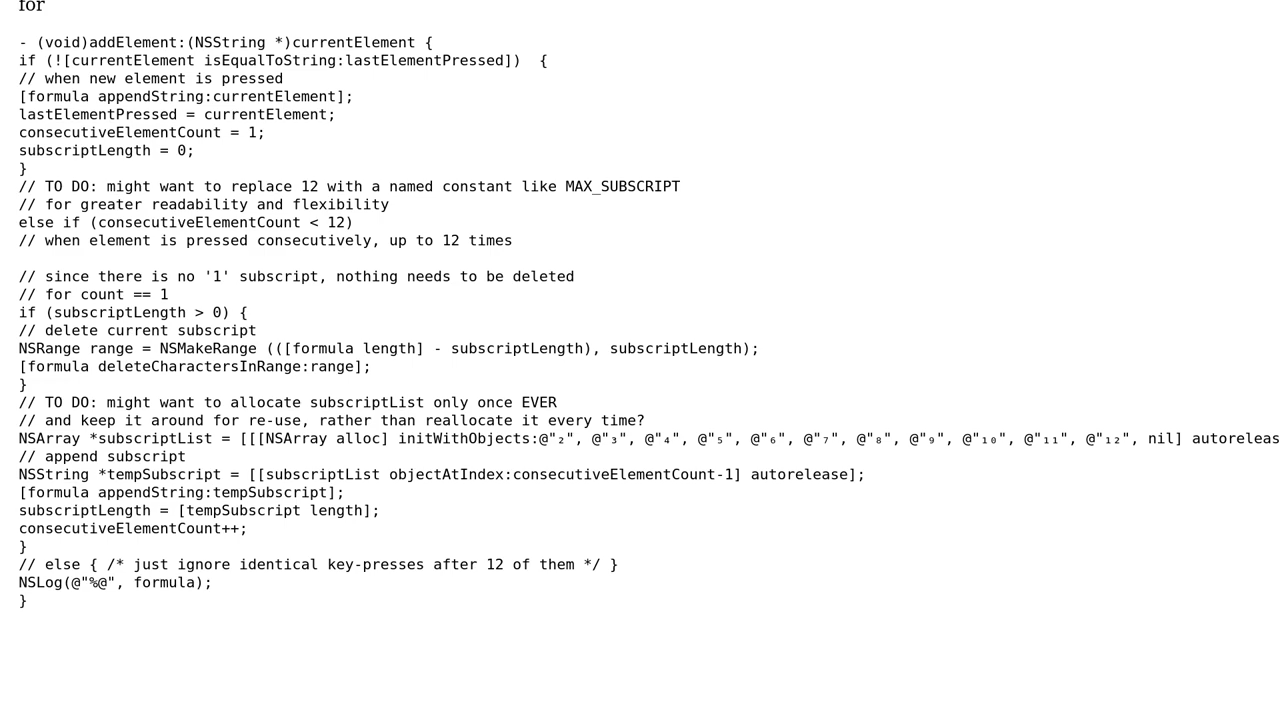 for
- (void)addElement:(NSString *)currentElement {
if (![currentElement isEqualToString:lastElementPressed])  {
// when new element is pressed
[formula appendString:currentElement];
lastElementPressed = currentElement;
consecutiveElementCount = 1;
subscriptLength = 0;
}
// TO DO: might want to replace 12 with a named constant like MAX_SUBSCRIPT
// for greater readability and flexibility
else if (consecutiveElementCount < 12)
// when element is pressed consecutively, up to 12 times
// since there is no '1' subscript, nothing needs to be deleted
// for count == 1
if (subscriptLength > 0) {
// delete current subscript
NSRange range = NSMakeRange (([formula length] - subscriptLength), subscriptLength);
[formula deleteCharactersInRange:range];
}
// TO DO: might want to allocate subscriptList only once EVER
// and keep it around for re-use, rather than reallocate it every time?
NSArray *subscriptList = [[[NSArray alloc] initWithObjects:@"₂", @"₃", @"₄", @"₅", @"₆", @"₇", @"₈", @"₉", @"₁₀", @"₁₁", @"₁₂", nil] autoreleas
// append subscript
NSString *tempSubscript = [[subscriptList objectAtIndex:consecutiveElementCount-1] autorelease];
[formula appendString:tempSubscript];
subscriptLength = [tempSubscript length];
consecutiveElementCount++;
}
// else { /* just ignore identical key-presses after 12 of them */ }
NSLog(@"%@", formula);
}